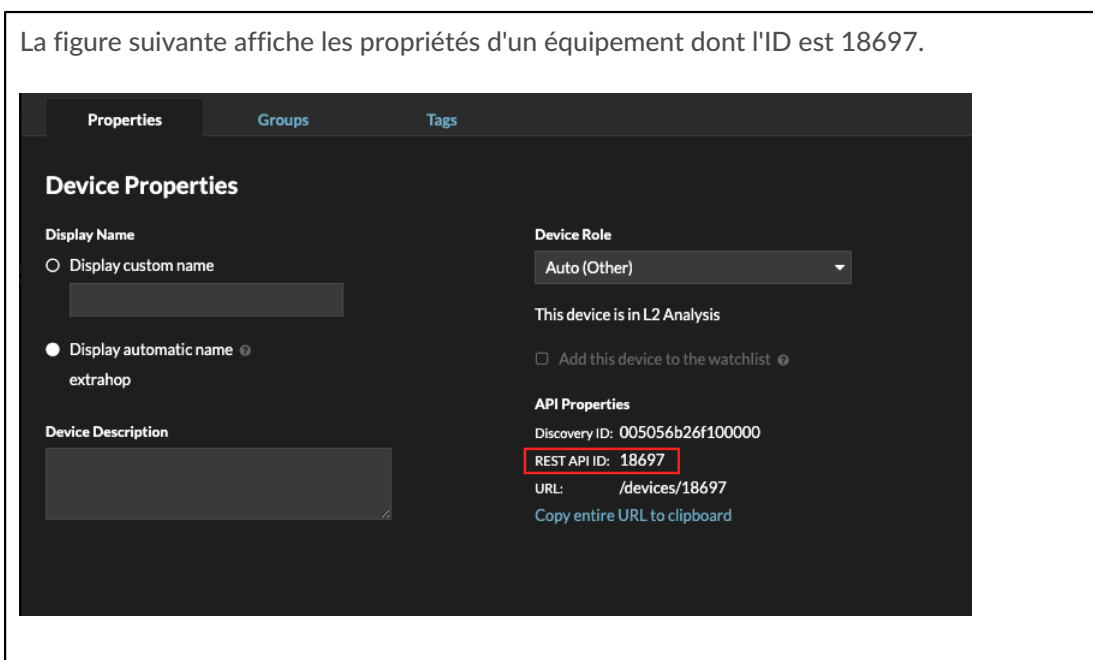 La figure suivante affiche les propriétés d'un équipement dont l'ID est 18697.
Properties Groups Tags
Device Properties
Display Name
Display custom name
Display automatic name
extrahop
Device Description
Device Role
Auto (Other)
This device is in L2 Analysis
Add this device to the watchlist
API Properties
Discovery ID: 005056b26f100000
REST API ID: 18697
URL: /devices/18697
Copy entire URL to clipboard